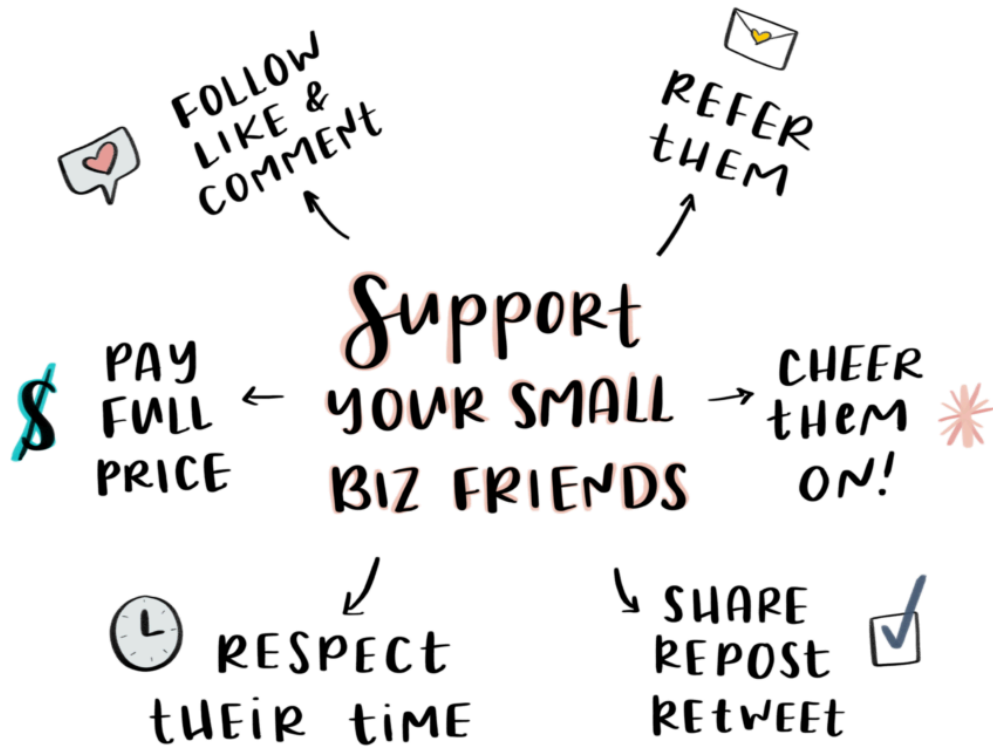 FOLLOW
LIKE &
COMMENT
REFER
tHEM
Support
YOUR SMALL
BIZ FRIENDS
PAY
FULL
PRICE
CHEER
tHEM
ON!
RESPECt
tHEiR tiME
SHARE
REPOSt
REtWEEt
$